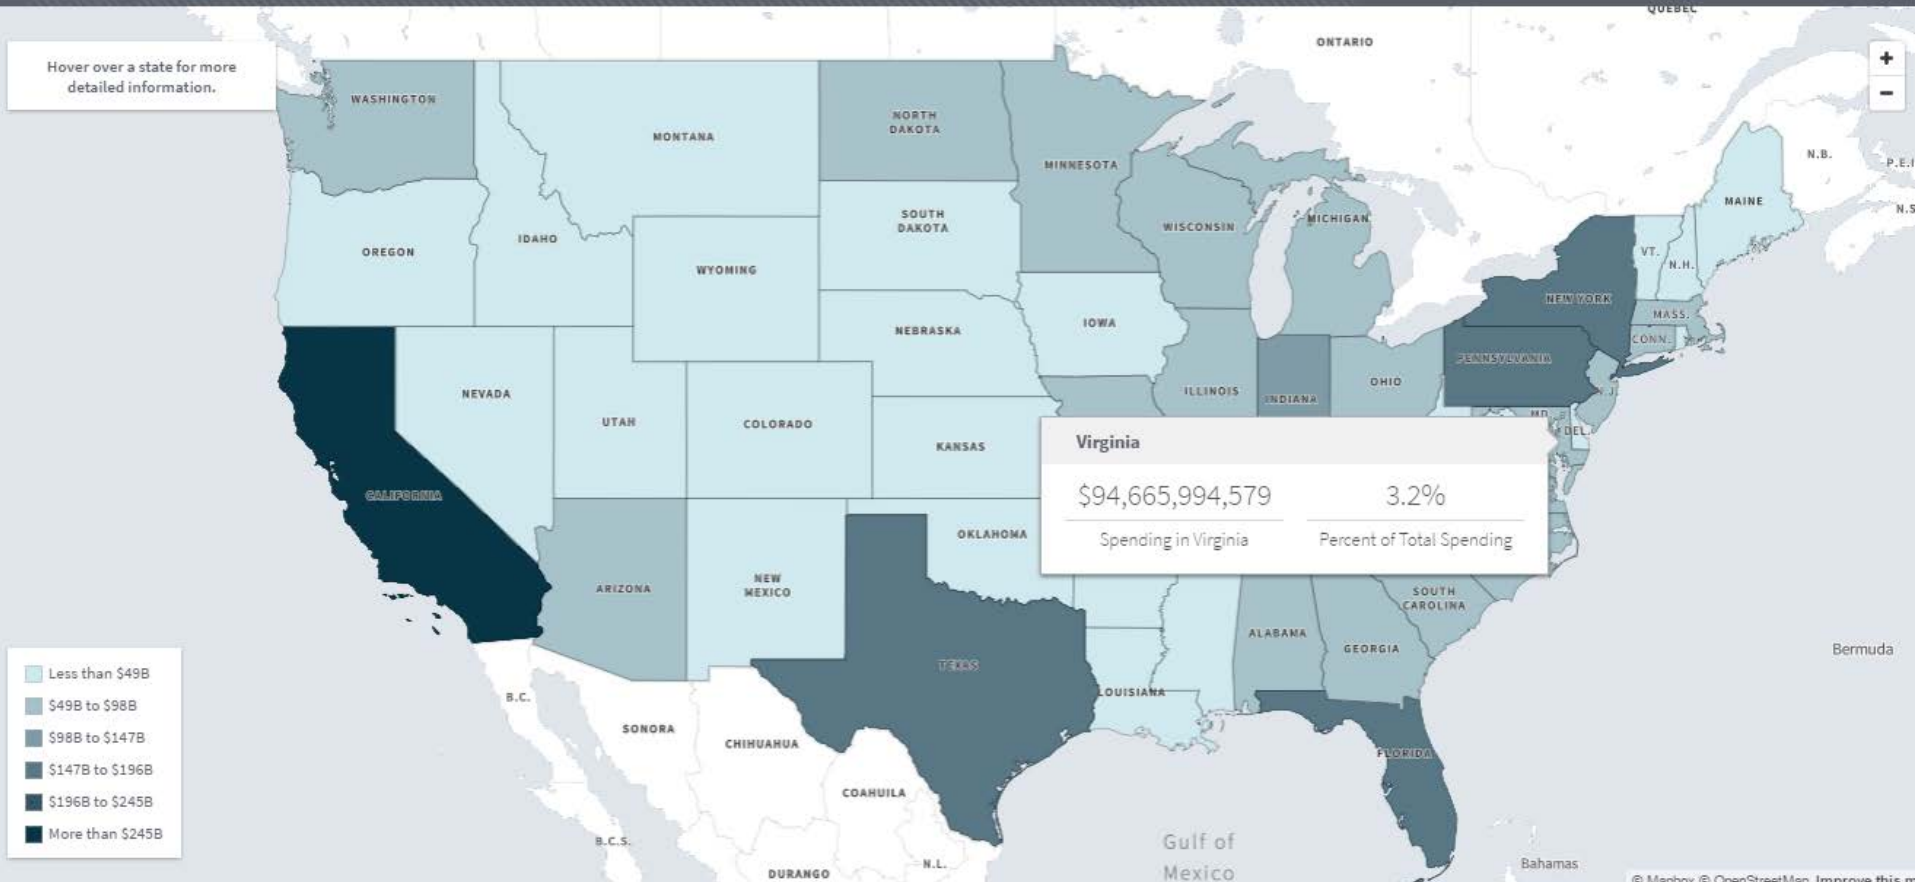 QUEBEC
ONTARIO
Hover over a state for more
detailed information.
+
−
WASHINGTON
MONTANA
NORTH
DAKOTA
MINNESOTA
N.B.
P.E.I
MAINE
N.S
SOUTH
DAKOTA
WISCONSIN
MICHIGAN
OREGON
IDAHO
WYOMING
VT.
N.H.
NEW YORK
MASS.
CONN.
NEBRASKA
IOWA
PENNSYLVANIA
NEVADA
UTAH
COLORADO
KANSAS
ILLINOIS
INDIANA
OHIO
N.J.
MD.
DEL.
Virginia
$94,665,994,579
3.2%
Spending in Virginia
Percent of Total Spending
CALIFORNIA
ARIZONA
NEW
MEXICO
OKLAHOMA
TEXAS
SOUTH
CAROLINA
ALABAMA
GEORGIA
LOUISIANA
FLORIDA
Bermuda
Less than $49B
$49B to $98B
$98B to $147B
$147B to $196B
$196B to $245B
More than $245B
B.C.
SONORA
CHIHUAHUA
COAHUILA
B.C.S.
DURANGO
N.L.
Gulf of
Mexico
Bahamas
© Mapbox © OpenStreetMap Improve this m